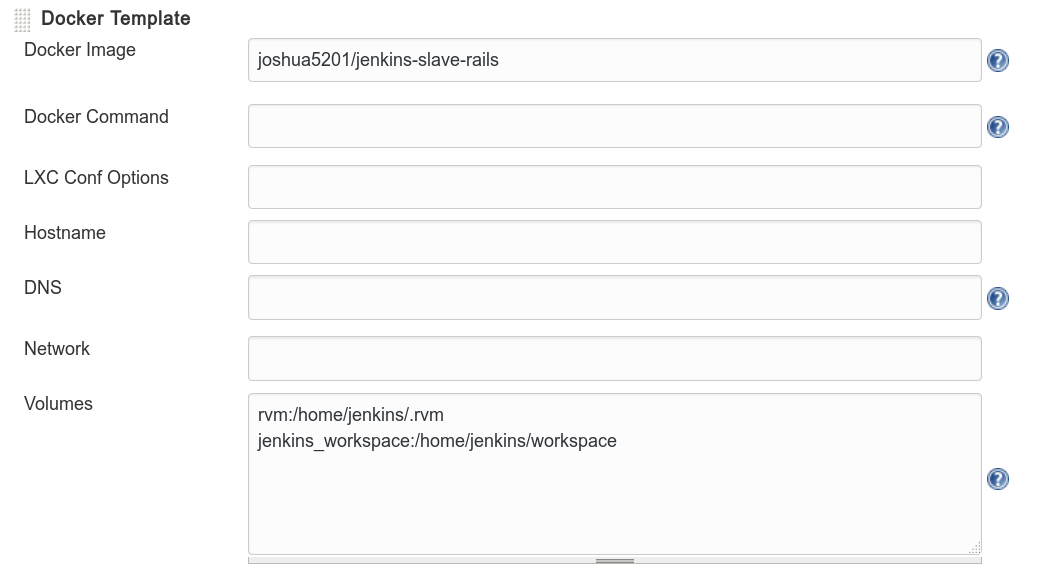 Docker Template
Docker Image
joshua5201/jenkins-slave-rails
Docker Command
LXC Conf Options
Hostname
DNS
Network
Volumes
rvm:/home/jenkins/.rvm
jenkins_workspace:/home/jenkins/workspace